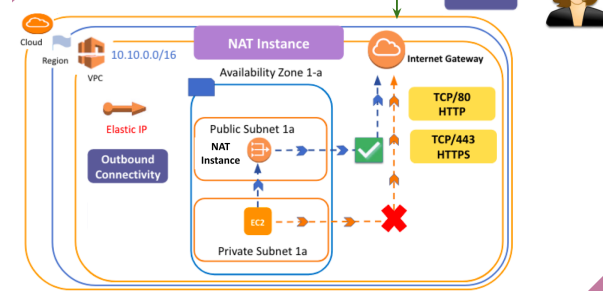 Cloud
Region
VPC
10.10.0.0/16
NAT Instance
Internet Gateway
Availability Zone 1-a
Elastic IP
Outbound
Connectivity
Public Subnet 1a
NAT
Instance
TCP/80
HTTP
TCP/443
HTTPS
EC2
Private Subnet 1a